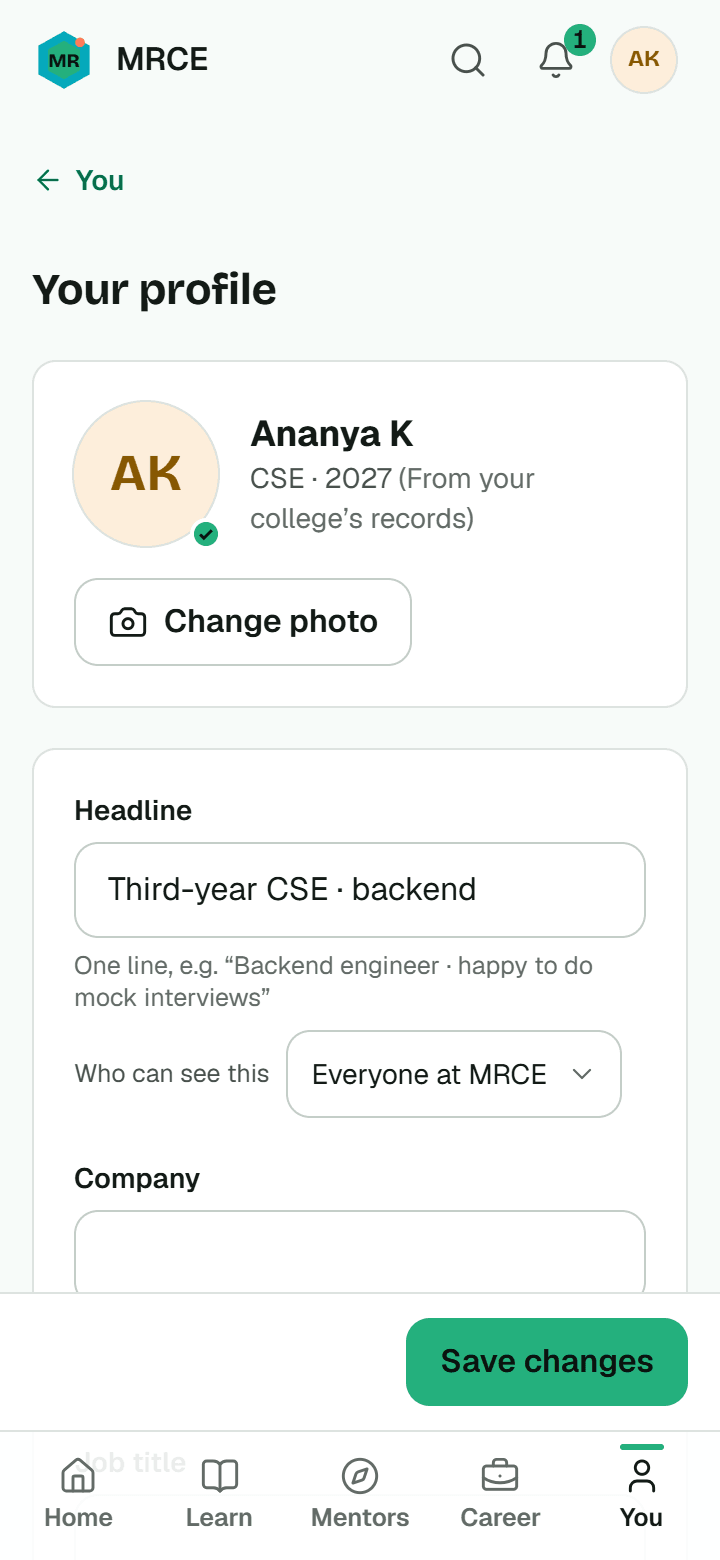 MR
MRCE
1
AK
You
Your profile
AK
Ananya K
CSE · 2027 (From your
college’s records)
Change photo
Headline
Third-year CSE · backend
One line, e.g. “Backend engineer · happy to do
mock interviews”
Who can see this
Everyone at MRCE
Company
Save changes
Job title
Home
Learn
Mentors
Career
You